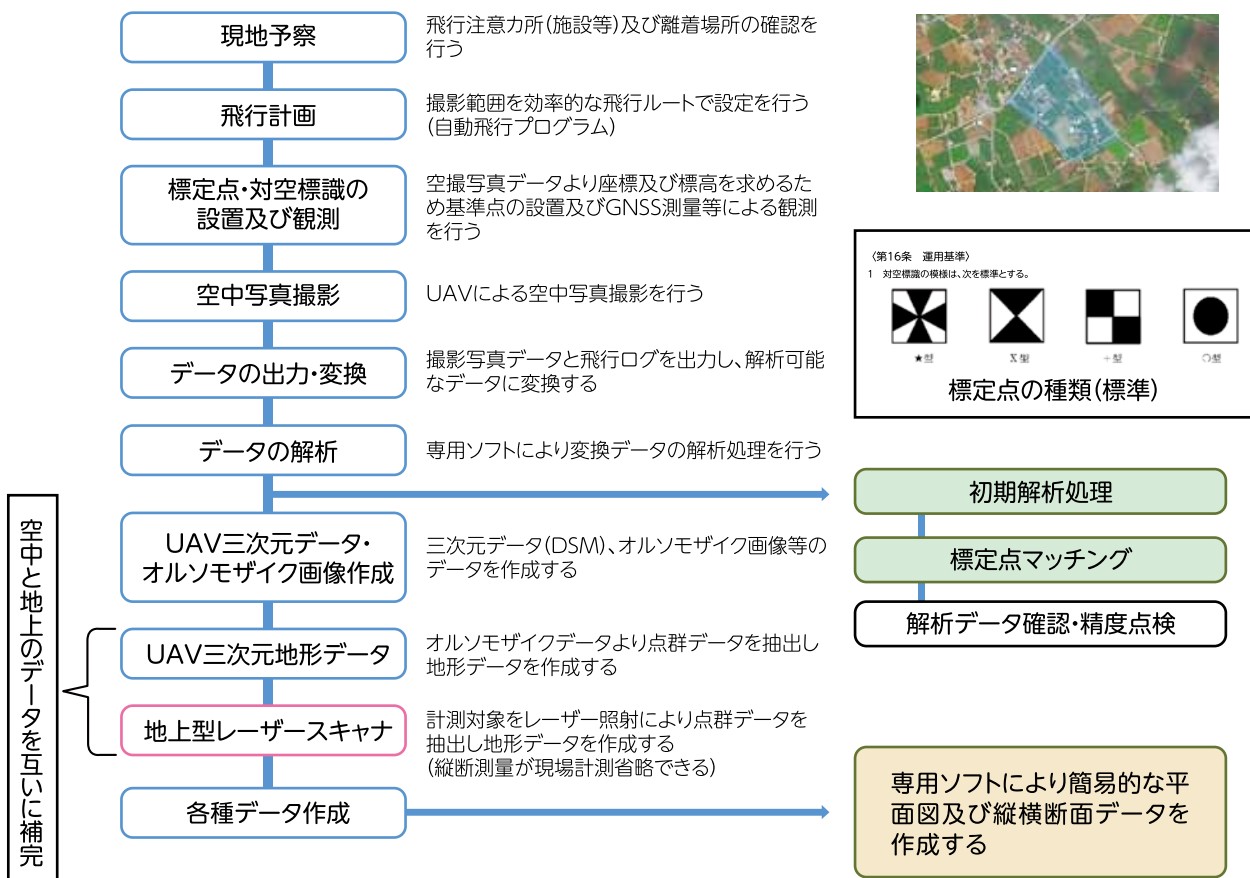 現地予察
飛行注意カ所(施設等)及び離着場所の確認を
行う
飛行計画
撮影範囲を効率的な飛行ルートで設定を行う
(自動飛行プログラム)
標定点・対空標識の
設置及び観測
空撮写真データより座標及び標高を求めるた
め基準点の設置及びGNSS測量等による観測
を行う
空中写真撮影
UAVによる空中写真撮影を行う
データの出力・変換
撮影写真データと飛行ログを出力し、解析可能
なデータに変換する
データの解析
専用ソフトにより変換データの解析処理を行う
UAV三次元データ・
オルソモザイク画像作成
三次元データ(DSM)、オルソモザイク画像等の
データを作成する
UAV三次元地形データ
オルソモザイクデータより点群データを抽出し
地形データを作成する
地上型レーザースキャナ
計測対象をレーザー照射により点群データを
抽出し地形データを作成する
(縦断測量が現場計測省略できる)
各種データ作成
空中と地上のデータを互いに補完
〈第16条 運用基準〉
1 対空標識の模様は、次を標準とする。
★型
X型
+型
○型
標定点の種類(標準)
初期解析処理
標定点マッチング
解析データ確認・精度点検
専用ソフトにより簡易的な平
面図及び縦横断面データを
作成する